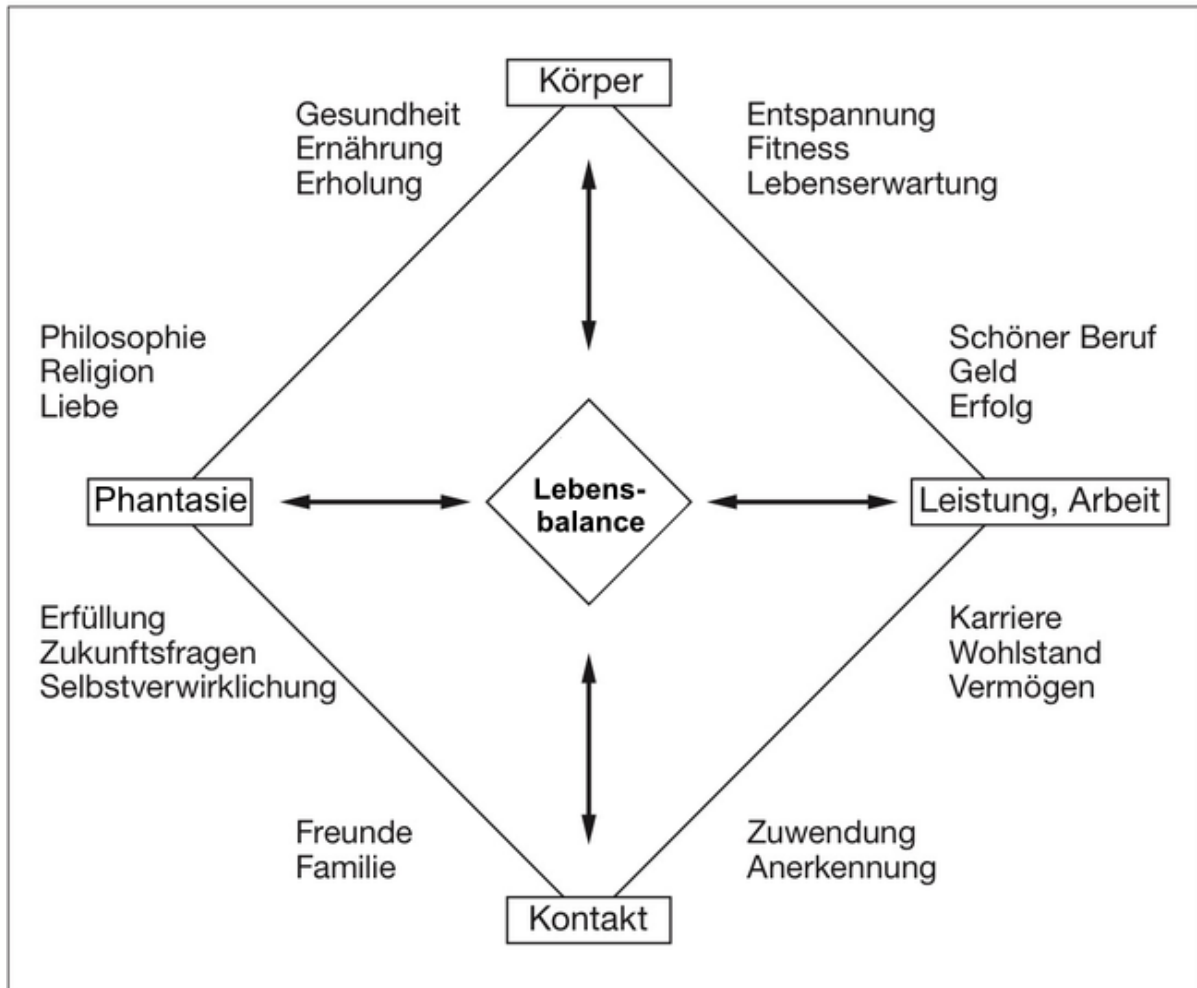 Körper
Gesundheit
Ernährung
Erholung
Entspannung
Fitness
Lebenserwartung
Philosophie
Religion
Liebe
Schöner Beruf
Geld
Erfolg
Phantasie
Lebens-
balance
Leistung, Arbeit
Erfüllung
Zukunftsfragen
Selbstverwirklichung
Karriere
Wohlstand
Vermögen
Freunde
Familie
Zuwendung
Anerkennung
Kontakt